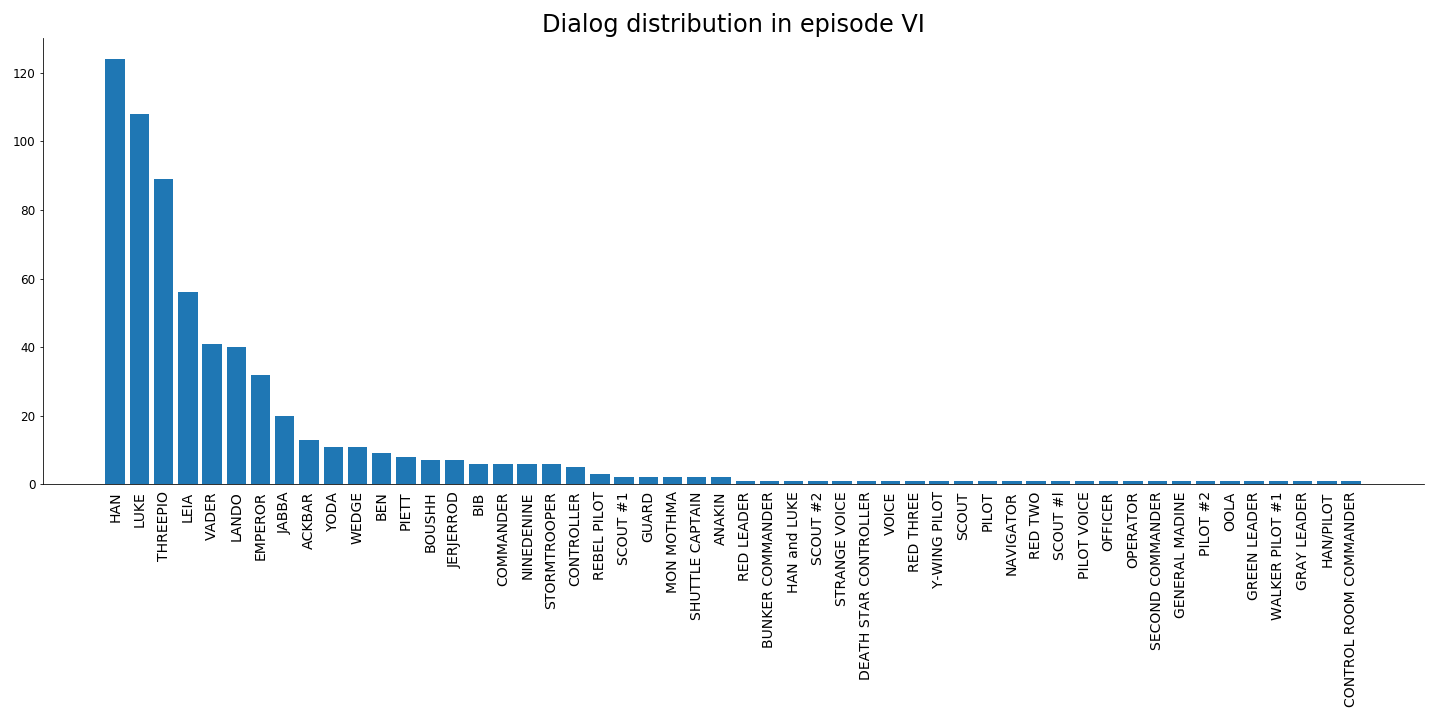 Dialog distribution in episode VI
120
100
80
60
40
20
0
HAN
LUKE
THREEPIO
LEIA
VADER
LANDO
EMPEROR
JABBA
ACKBAR
YODA
WEDGE
BEN
PIETT
BOUSHH
JERJERROD
BIB
COMMANDER
NINEDENINE
STORMTROOPER
CONTROLLER
REBEL PILOT
SCOUT #1
GUARD
MON MOTHMA
SHUTTLE CAPTAIN
ANAKIN
RED LEADER
BUNKER COMMANDER
HAN and LUKE
SCOUT #2
STRANGE VOICE
DEATH STAR CONTROLLER
VOICE
RED THREE
Y-WING PILOT
SCOUT
PILOT
NAVIGATOR
RED TWO
SCOUT #I
PILOT VOICE
OFFICER
OPERATOR
SECOND COMMANDER
GENERAL MADINE
PILOT #2
OOLA
GREEN LEADER
WALKER PILOT #1
GRAY LEADER
HAN/PILOT
CONTROL ROOM COMMANDER